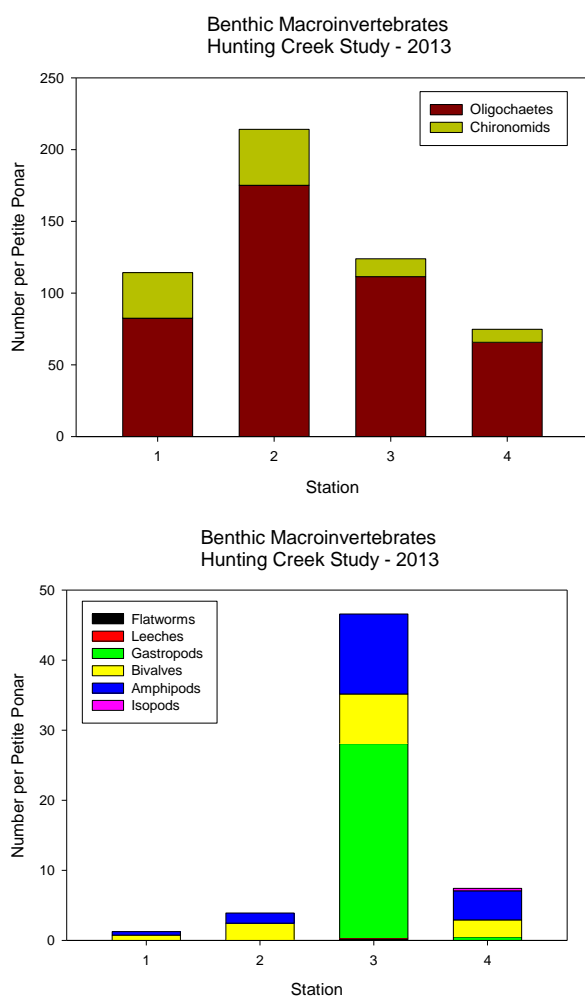 Benthic Macroinvertebrates
Hunting Creek Study - 2013
Number per Petite Ponar
250
200
150
100
50
0
Oligochaetes
Chironomids
1 2 3 4
Station
Benthic Macroinvertebrates
Hunting Creek Study - 2013
Number per Petite Ponar
50
40
30
20
10
0
Flatworms
Leeches
Gastropods
Bivalves
Amphipods
Isopods
1 2 3 4
Station